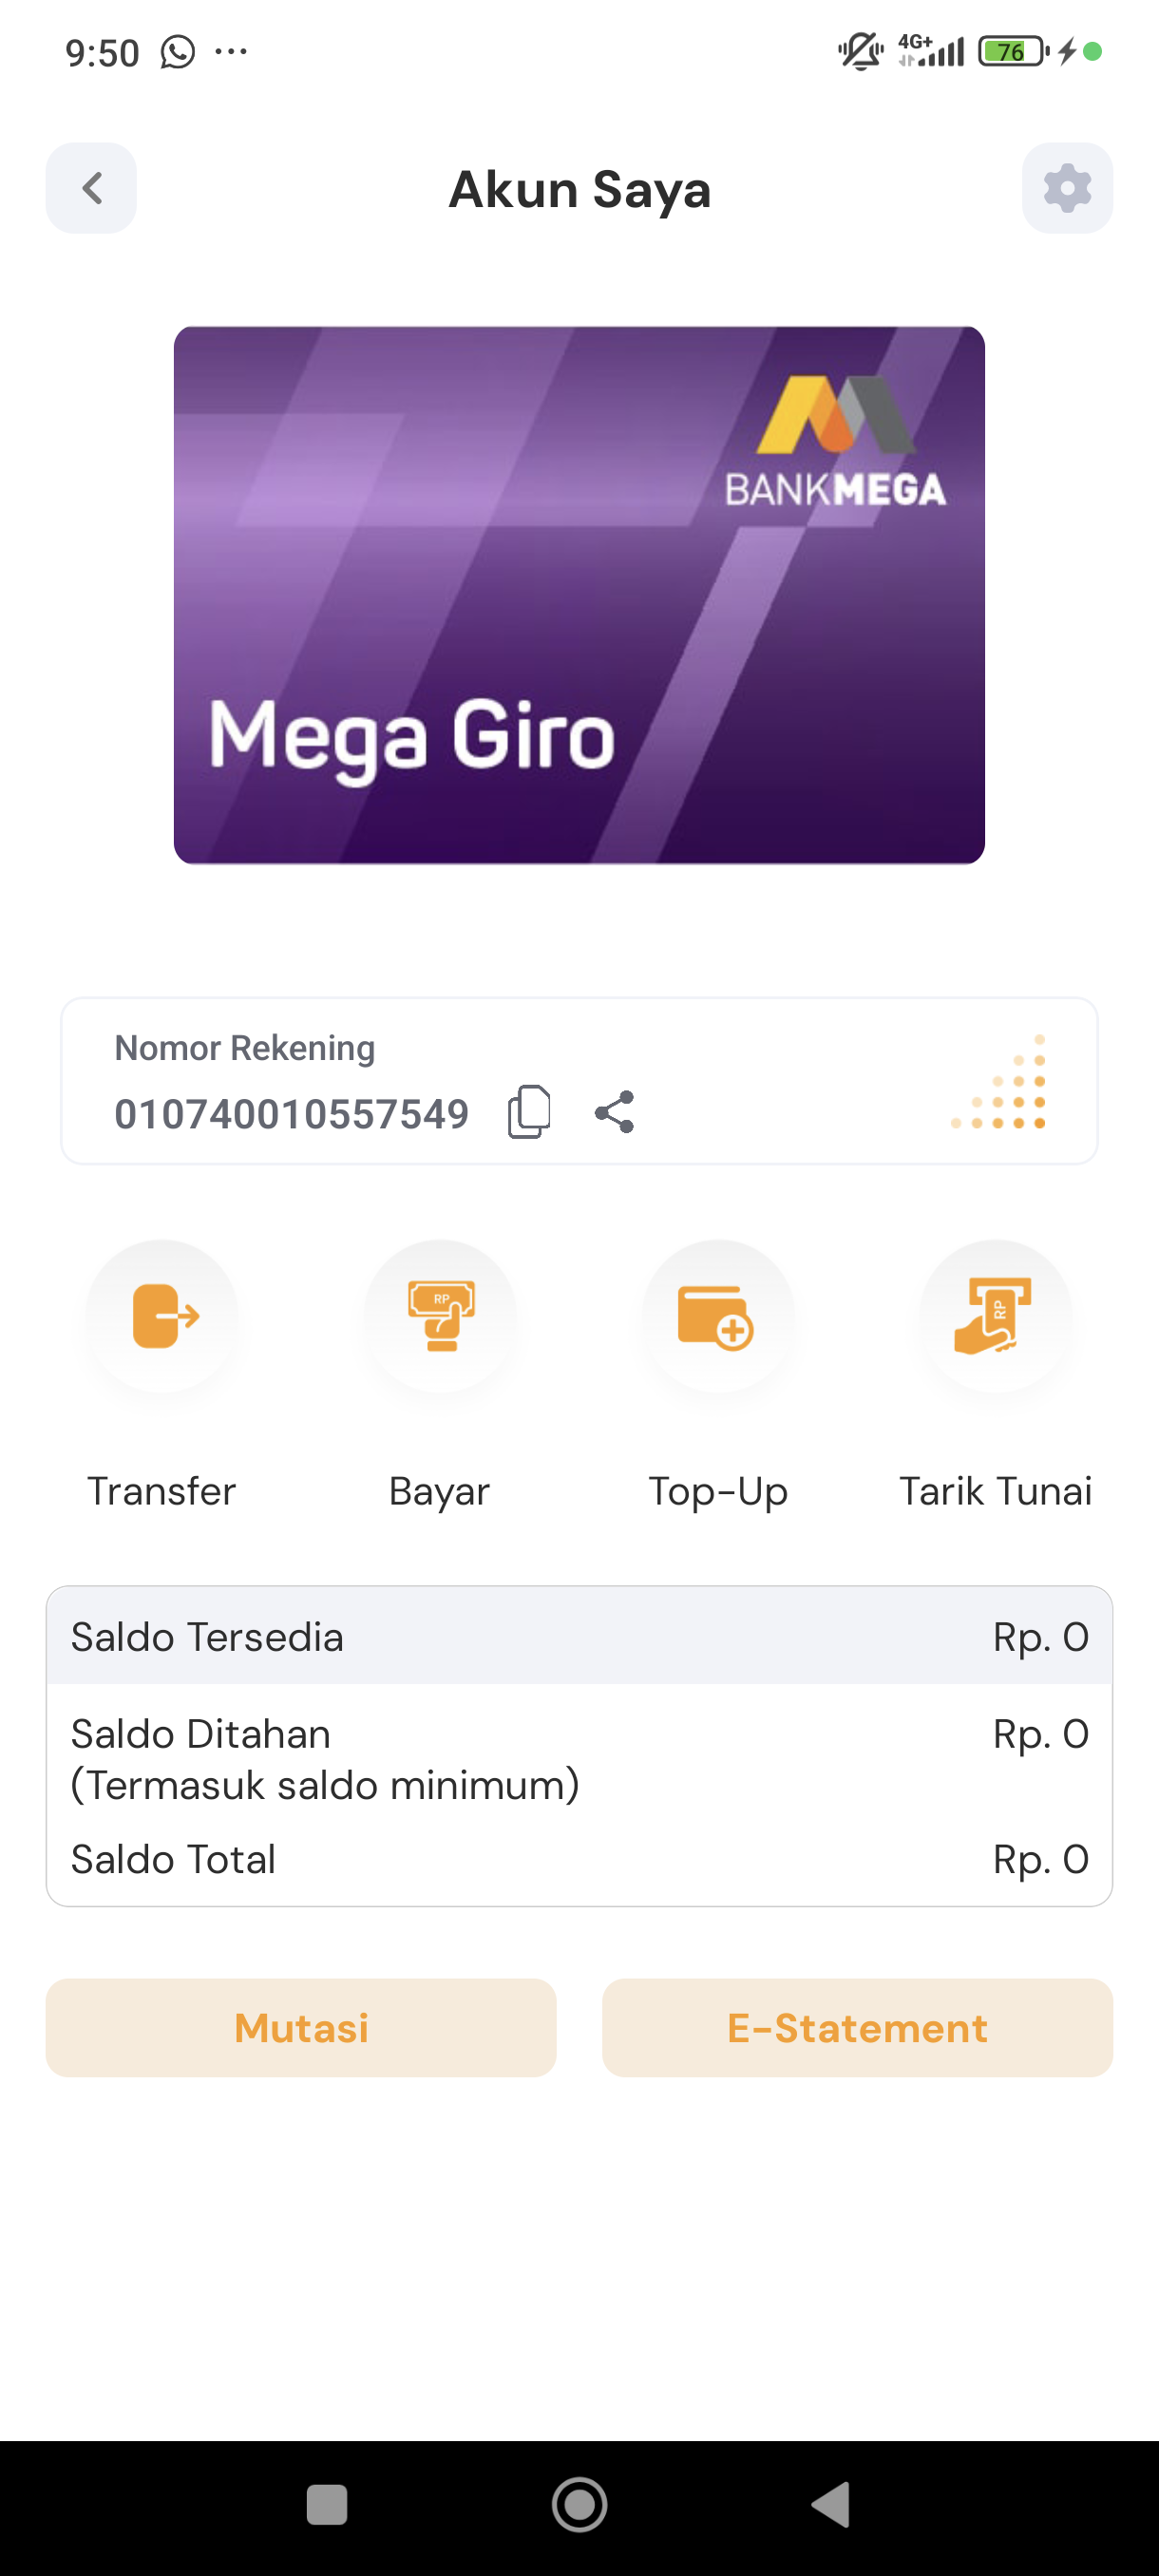 9:50
4G+
76
Akun Saya
BANKMEGA
Mega Giro
Nomor Rekening
010740010557549
RP
RP
Transfer
Bayar
Top-Up
Tarik Tunai
Saldo Tersedia Rp. 0
Saldo Ditahan Rp. 0
(Termasuk saldo minimum)
Saldo Total Rp. 0
Mutasi
E-Statement